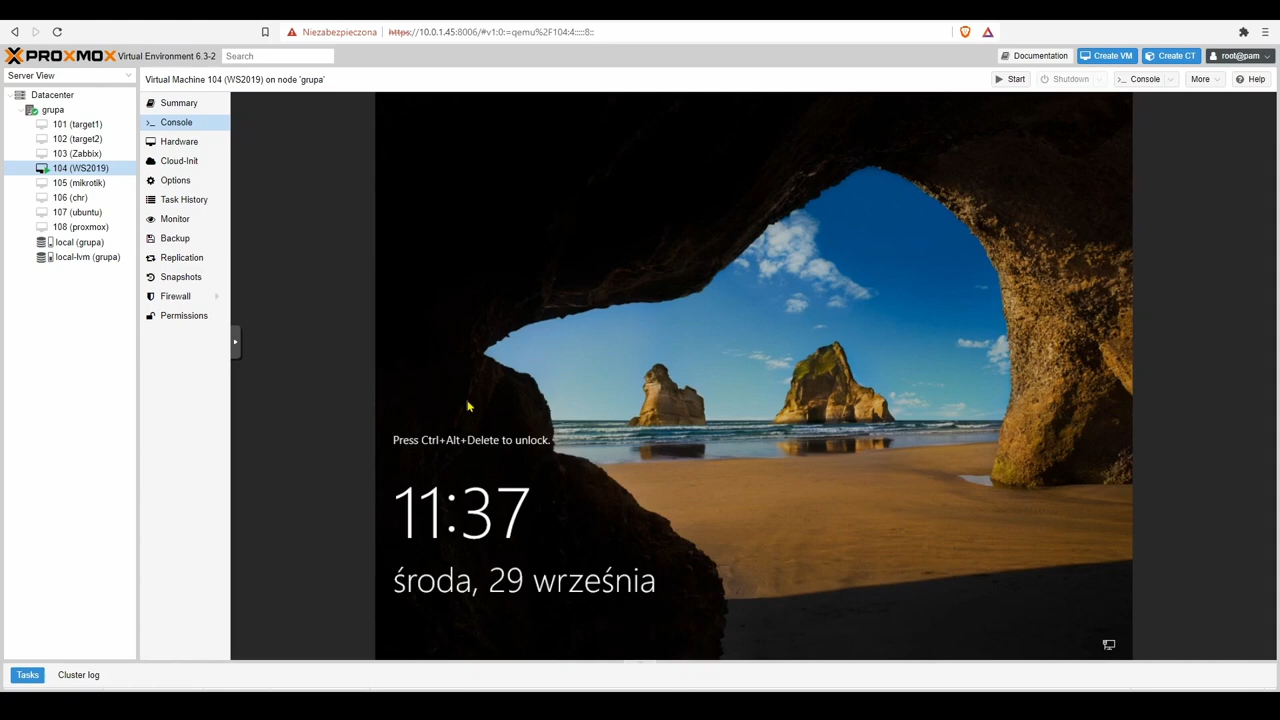 Niezabezpieczona
https://10.0.1.45:8006/#v1:0:=qemu%2F104:4:::::8::
PROXMOX Virtual Environment 6.3-2 Search
Documentation Create VM Create CT root@pam
Server View
Virtual Machine 104 (WS2019) on node 'grupa'
Start Shutdown Console More Help
Datacenter
grupa
101 (target1)
102 (target2)
103 (Zabbix)
104 (WS2019)
105 (mikrotik)
106 (chr)
107 (ubuntu)
108 (proxmox)
local (grupa)
local-lvm (grupa)
Summary
Console
Hardware
Cloud-Init
Options
Task History
Monitor
Backup
Replication
Snapshots
Firewall
Permissions
Press Ctrl+Alt+Delete to unlock.
11:37
środa, 29 września
Tasks
Cluster log